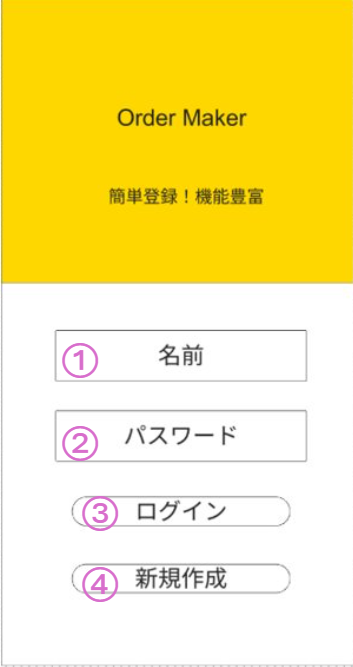 Order Maker
簡単登録！機能豊富
① 名前
② パスワード
③ ログイン
④ 新規作成